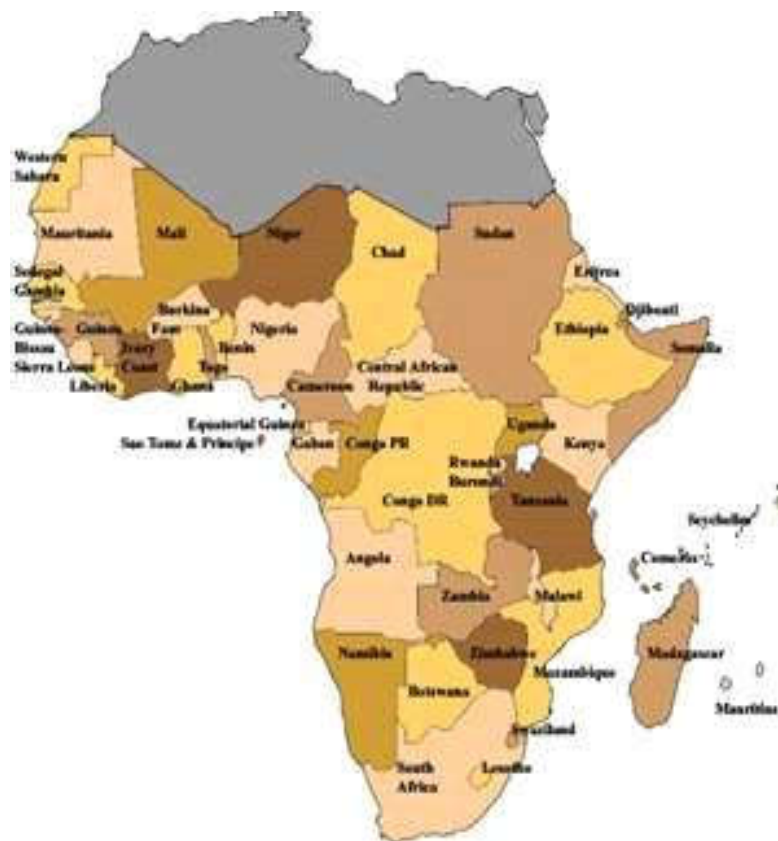 Western
Sahara
Mauritania
Mali
Niger
Chad
Sudan
Eritrea
Senegal
Gambia
Djibouti
Burkina
Faso
Nigeria
Ethiopia
Guinea-
Bissau
Guinea
Ivory
Coast
Benin
Somalia
Sierra Leone
Togo
Central African
Republic
Liberia
Ghana
Cameroon
Equatorial Guinea
Uganda
Sao Tome & Principe
Gabon
Congo PR
Kenya
Rwanda
Burundi
Congo DR
Tanzania
Seychelles
Angola
Comoros
Zambia
Malawi
Namibia
Zimbabwe
Madagascar
Mozambique
Botswana
Mauritius
Swaziland
South
Africa
Lesotho